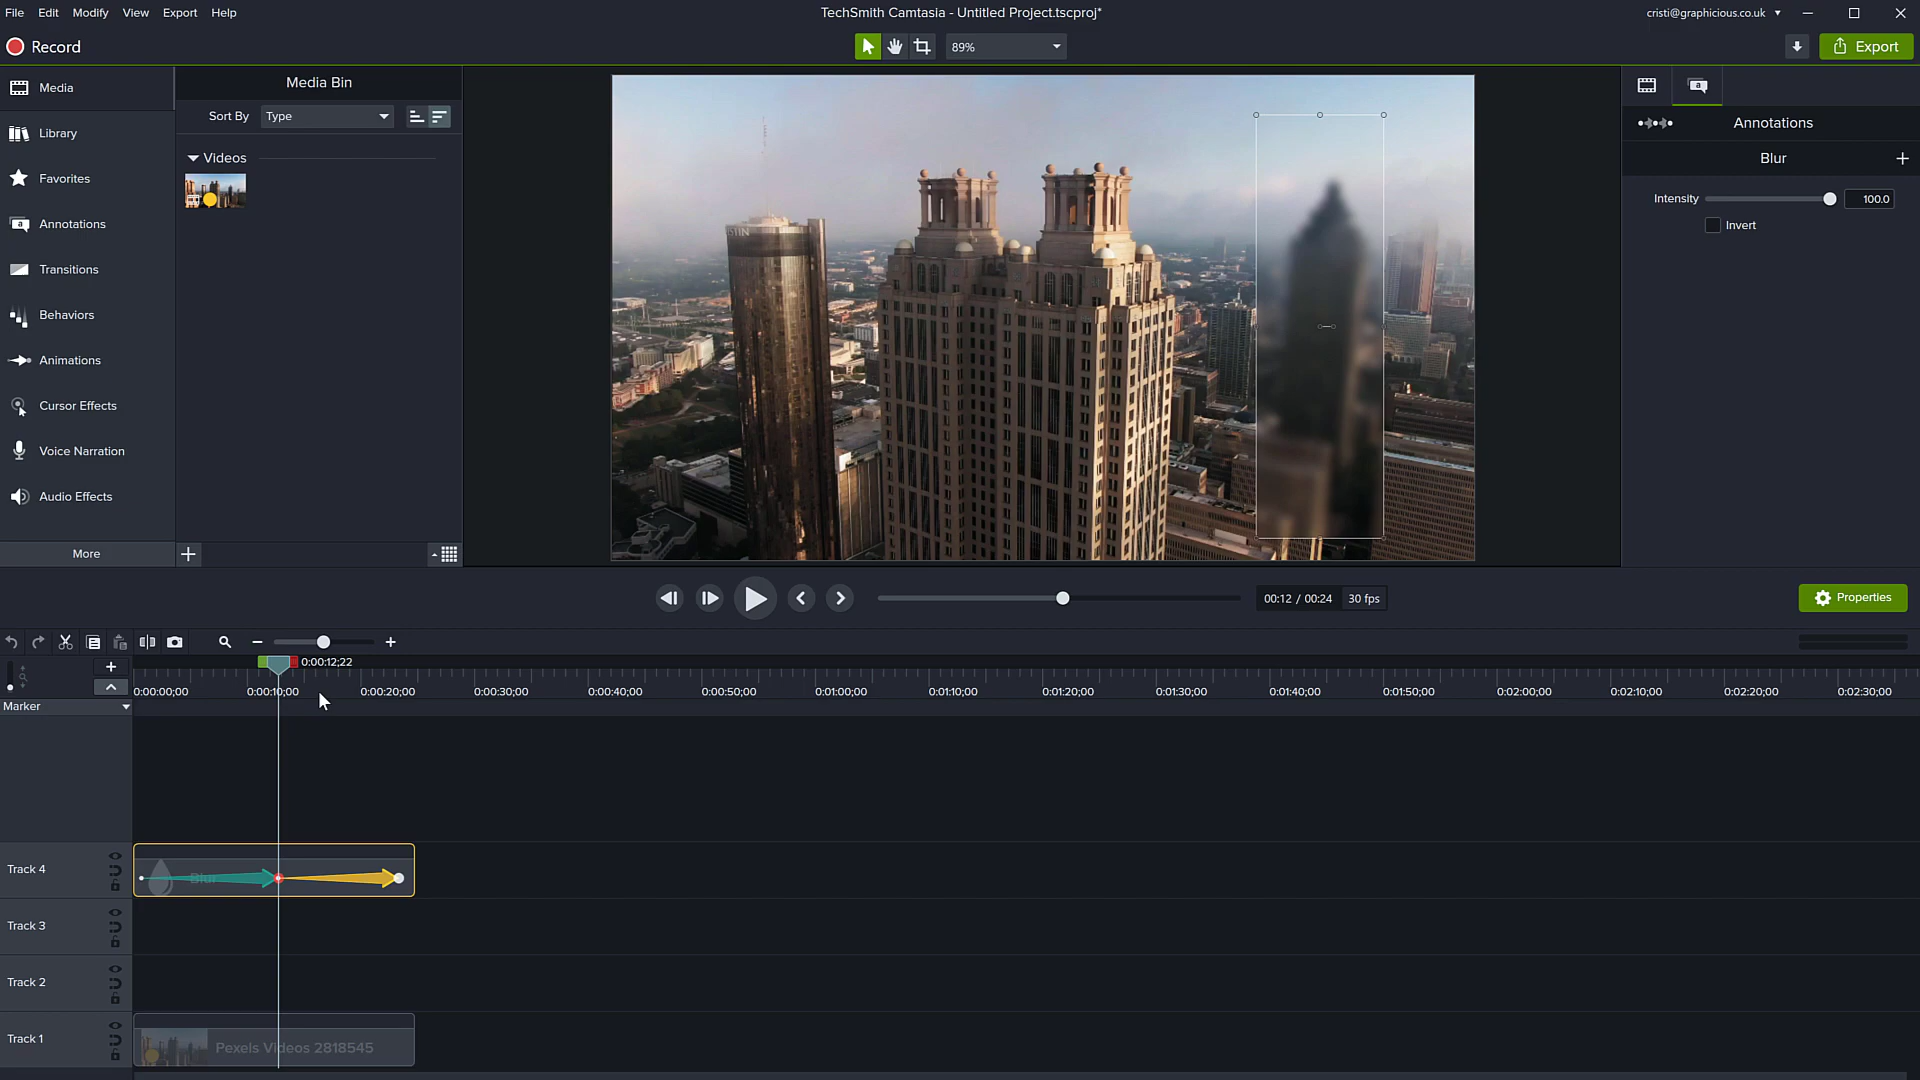 File Edit Modify View Export Help
TechSmith Camtasia - Untitled Project.tscproj*
cristi@graphicious.co.uk
Record
89%
Export
Media
Library
Favorites
Annotations
Transitions
Behaviors
Animations
Cursor Effects
Voice Narration
Audio Effects
More
Media Bin
Sort By Type
Videos
Annotations
Blur
Intensity 100.0
Invert
00:12 / 00:24 30 fps
Properties
0:00:12;22
0:00:00;00 0:00:10;00 0:00:20;00 0:00:30;00 0:00:40;00 0:00:50;00 0:01:00;00 0:01:10;00 0:01:20;00 0:01:30;00 0:01:40;00 0:01:50;00 0:02:00;00 0:02:10;00 0:02:20;00 0:02:30;00
Marker
Track 4
Blur
Track 3
Track 2
Track 1
Pexels Videos 2818545